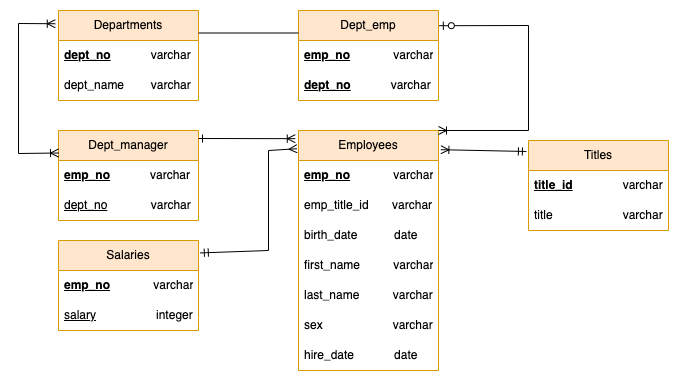 Departments
dept_no varchar
dept_name varchar
Dept_emp
emp_no varchar
dept_no varchar
Dept_manager
emp_no varchar
dept_no varchar
Employees
emp_no varchar
emp_title_id varchar
birth_date date
first_name varchar
last_name varchar
sex varchar
hire_date date
Titles
title_id varchar
title varchar
Salaries
emp_no varchar
salary integer